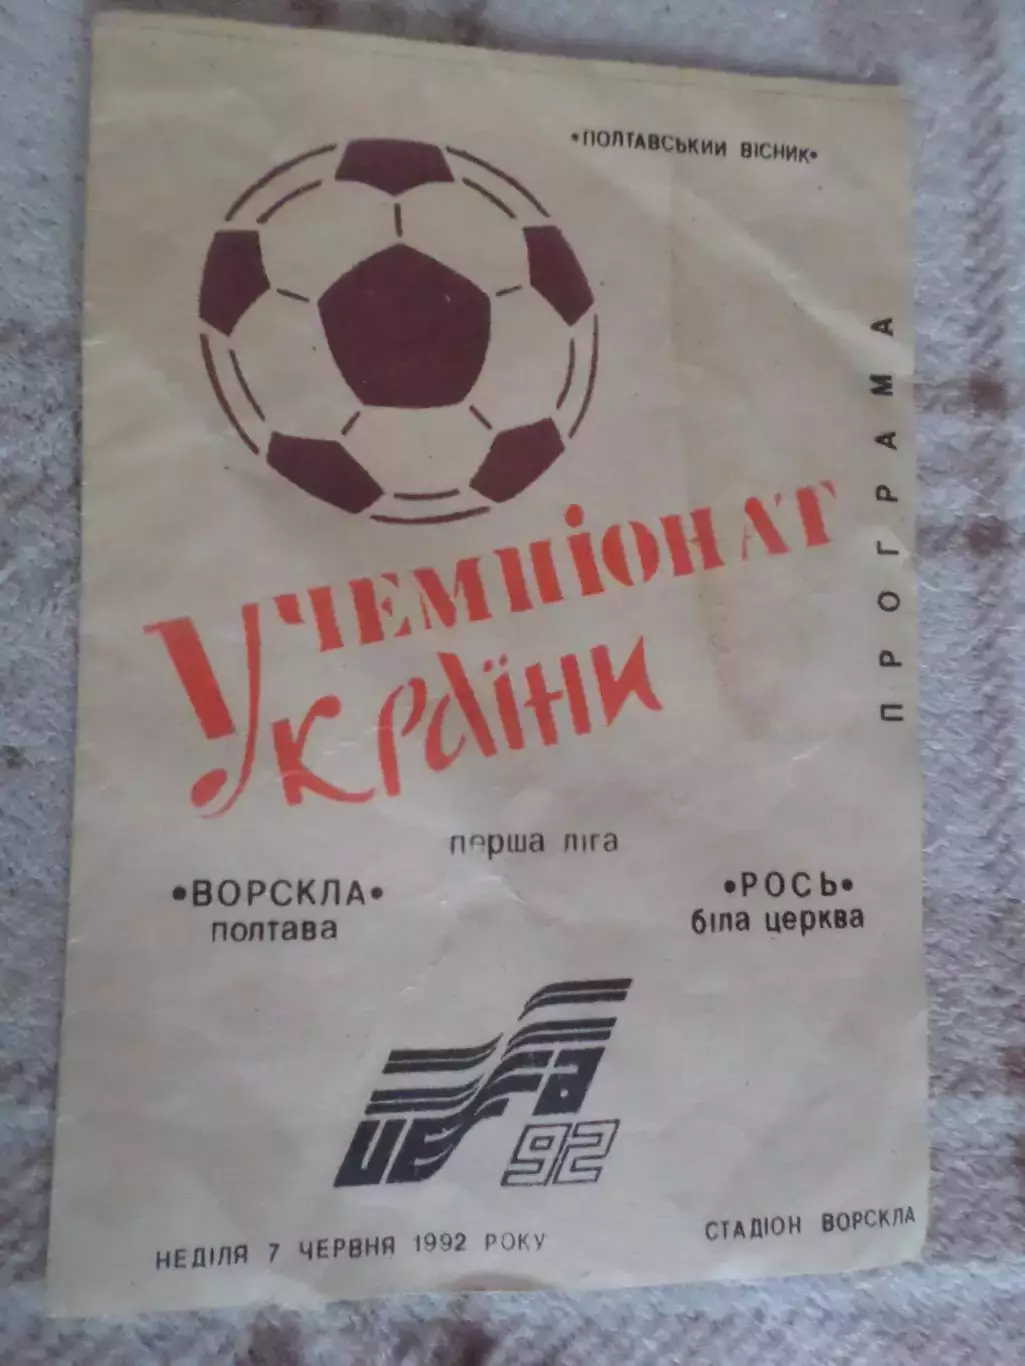 •ПОЛТАВСЬКИИ ВІСНИК•
ПРОГРАМА
ЧЕМПІОНАТ
УКРАЇНИ
перша ліга
•ВОРСКЛА•
полтава
•РОСЬ•
біла церква
UEFA
92
СТАДІОН ВОРСКЛА
НЕДІЛЯ 7 ЧЕРВНЯ 1992 РОКУ